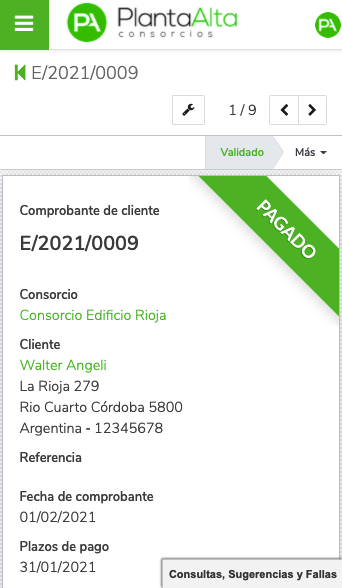 PA PlantaAlta PA
consorcios
E/2021/0009
1 / 9
Validado Más
PAGADO
Comprobante de cliente
E/2021/0009
Consorcio
Consorcio Edificio Rioja
Cliente
Walter Angeli
La Rioja 279
Rio Cuarto Córdoba 5800
Argentina - 12345678
Referencia
Fecha de comprobante
01/02/2021
Plazos de pago
31/01/2021
Consultas, Sugerencias y Fallas